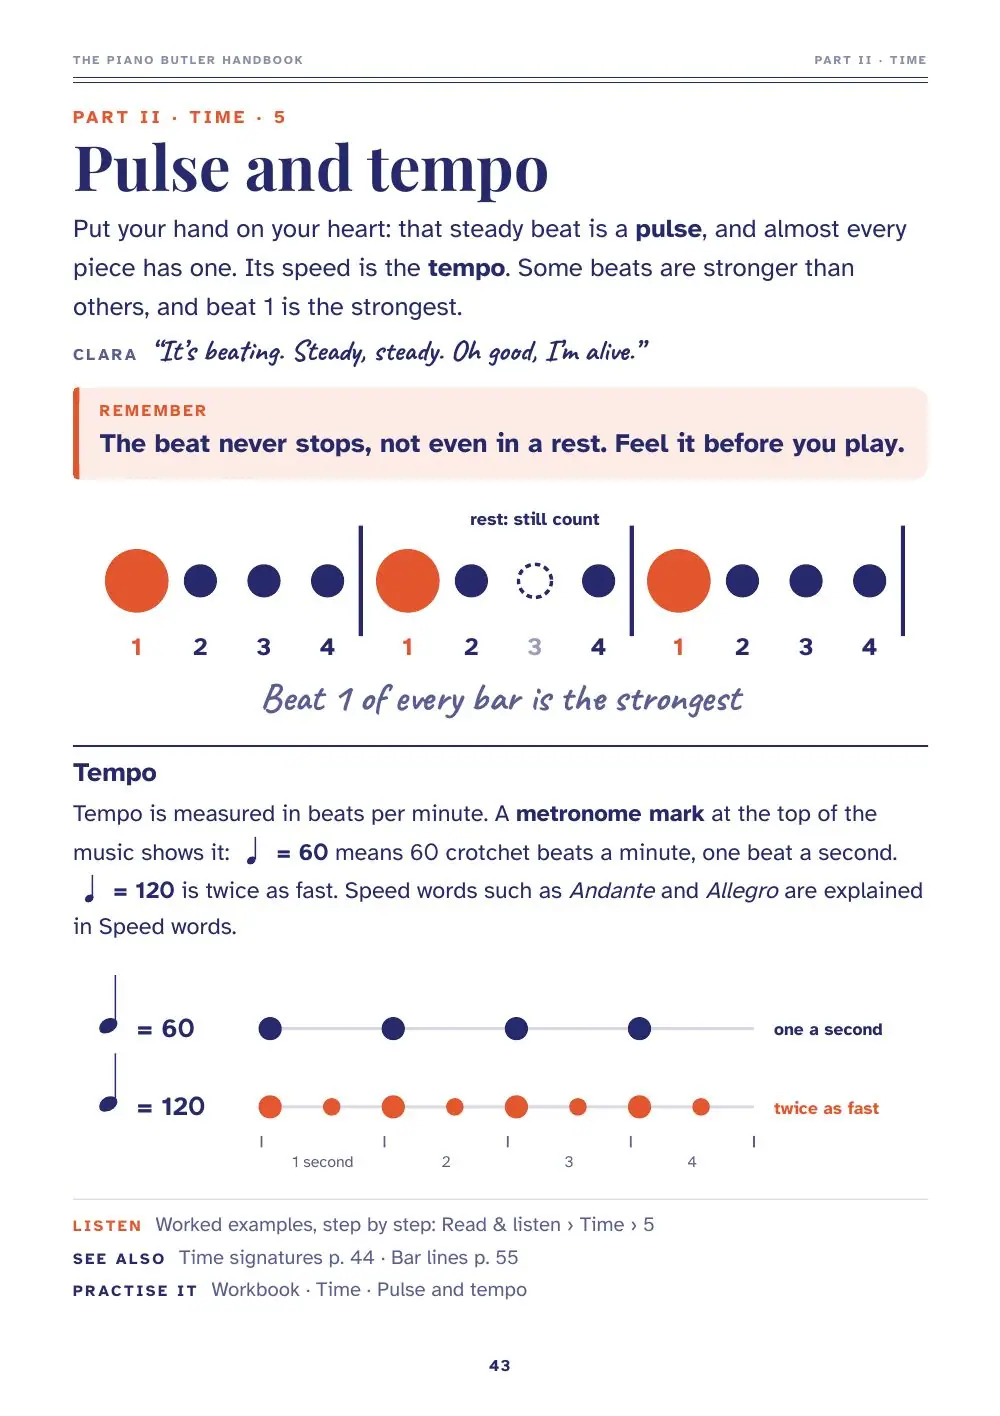 THE PIANO BUTLER HANDBOOK
PART II · TIME
PART II · TIME · 5
Pulse and tempo
Put your hand on your heart: that steady beat is a pulse, and almost every
piece has one. Its speed is the tempo. Some beats are stronger than
others, and beat 1 is the strongest.
CLARA “It’s beating. Steady, steady. Oh good, I’m alive.”
REMEMBER
The beat never stops, not even in a rest. Feel it before you play.
rest: still count
1 2 3 4 1 2 3 4 1 2 3 4
Beat 1 of every bar is the strongest
Tempo
Tempo is measured in beats per minute. A metronome mark at the top of the
music shows it: ♩ = 60 means 60 crotchet beats a minute, one beat a second.
♩ = 120 is twice as fast. Speed words such as Andante and Allegro are explained
in Speed words.
♩ = 60 one a second
♩ = 120 twice as fast
1 second 2 3 4
LISTEN Worked examples, step by step: Read & listen › Time › 5
SEE ALSO Time signatures p. 44 · Bar lines p. 55
PRACTISE IT Workbook · Time · Pulse and tempo
43